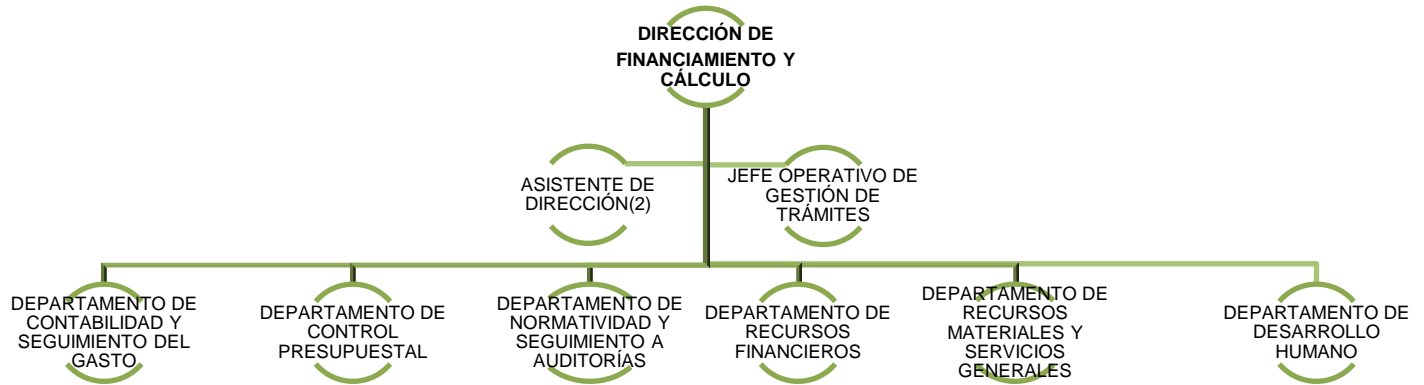 DIRECCIÓN DE
FINANCIAMIENTO Y
CÁLCULO
ASISTENTE DE
DIRECCIÓN(2)
JEFE OPERATIVO DE
GESTIÓN DE
TRÁMITES
DEPARTAMENTO DE
CONTABILIDAD Y
SEGUIMIENTO DEL
GASTO
DEPARTAMENTO DE
CONTROL
PRESUPUESTAL
DEPARTAMENTO DE
NORMATIVIDAD Y
SEGUIMIENTO A
AUDITORÍAS
DEPARTAMENTO DE
RECURSOS
FINANCIEROS
DEPARTAMENTO DE
RECURSOS
MATERIALES Y
SERVICIOS
GENERALES
DEPARTAMENTO DE
DESARROLLO
HUMANO